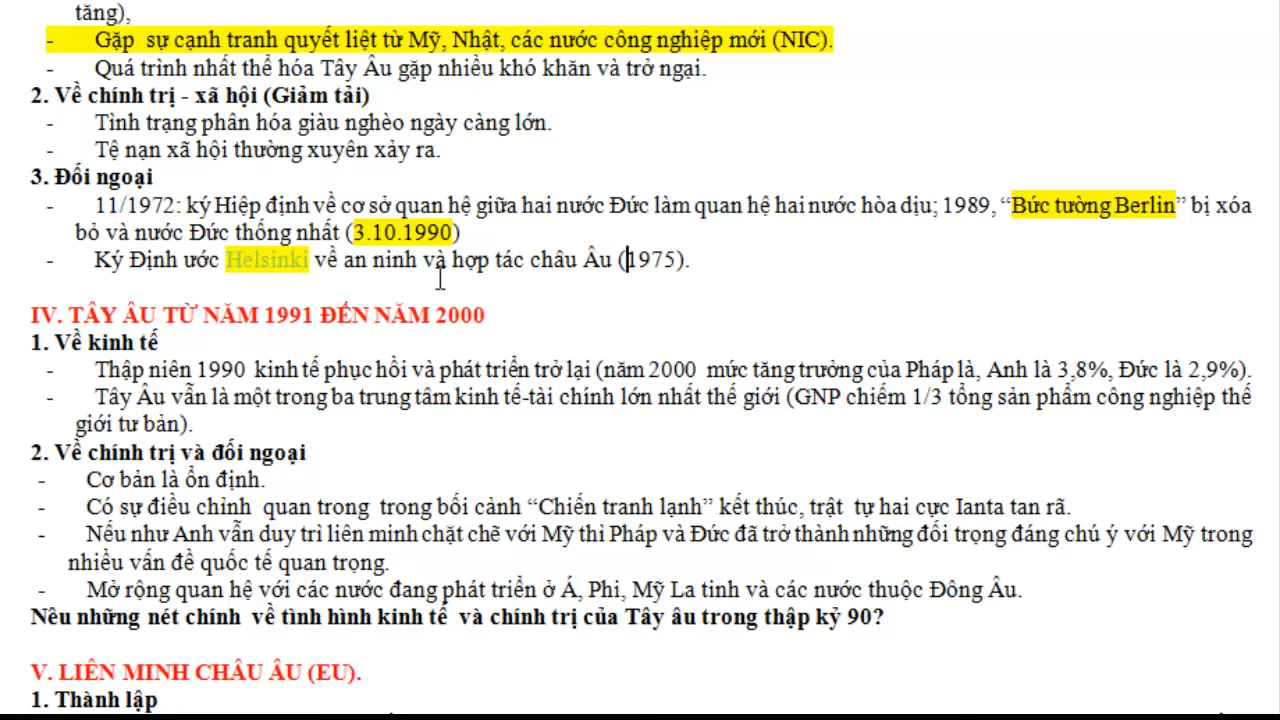 tăng),
- Gặp sự cạnh tranh quyết liệt từ Mỹ, Nhật, các nước công nghiệp mới (NIC).
- Quá trình nhất thể hóa Tây Âu gặp nhiều khó khăn và trở ngại.
2. Về chính trị - xã hội (Giảm tải)
- Tình trạng phân hóa giàu nghèo ngày càng lớn.
- Tệ nạn xã hội thường xuyên xảy ra.
3. Đối ngoại
- 11/1972: ký Hiệp định về cơ sở quan hệ giữa hai nước Đức làm quan hệ hai nước hòa dịu; 1989, “Bức tường Berlin” bị xóa
bỏ và nước Đức thống nhất (3.10.1990)
- Ký Định ước Helsinki về an ninh và hợp tác châu Âu (1975).
IV. TÂY ÂU TỪ NĂM 1991 ĐẾN NĂM 2000
1. Về kinh tế
- Thập niên 1990 kinh tế phục hồi và phát triển trở lại (năm 2000 mức tăng trưởng của Pháp là, Anh là 3,8%, Đức là 2,9%).
- Tây Âu vẫn là một trong ba trung tâm kinh tế-tài chính lớn nhất thế giới (GNP chiếm 1/3 tổng sản phẩm công nghiệp thế
giới tư bản).
2. Về chính trị và đối ngoại
- Cơ bản là ổn định.
- Có sự điều chỉnh quan trong trong bối cảnh “Chiến tranh lạnh” kết thúc, trật tự hai cực Ianta tan rã.
- Nếu như Anh vẫn duy trì liên minh chặt chẽ với Mỹ thì Pháp và Đức đã trở thành những đối trọng đáng chú ý với Mỹ trong
nhiều vấn đề quốc tế quan trọng.
- Mở rộng quan hệ với các nước đang phát triển ở Á, Phi, Mỹ La tinh và các nước thuộc Đông Âu.
Nêu những nét chính về tình hình kinh tế và chính trị của Tây âu trong thập kỷ 90?
V. LIÊN MINH CHÂU ÂU (EU).
1. Thành lập